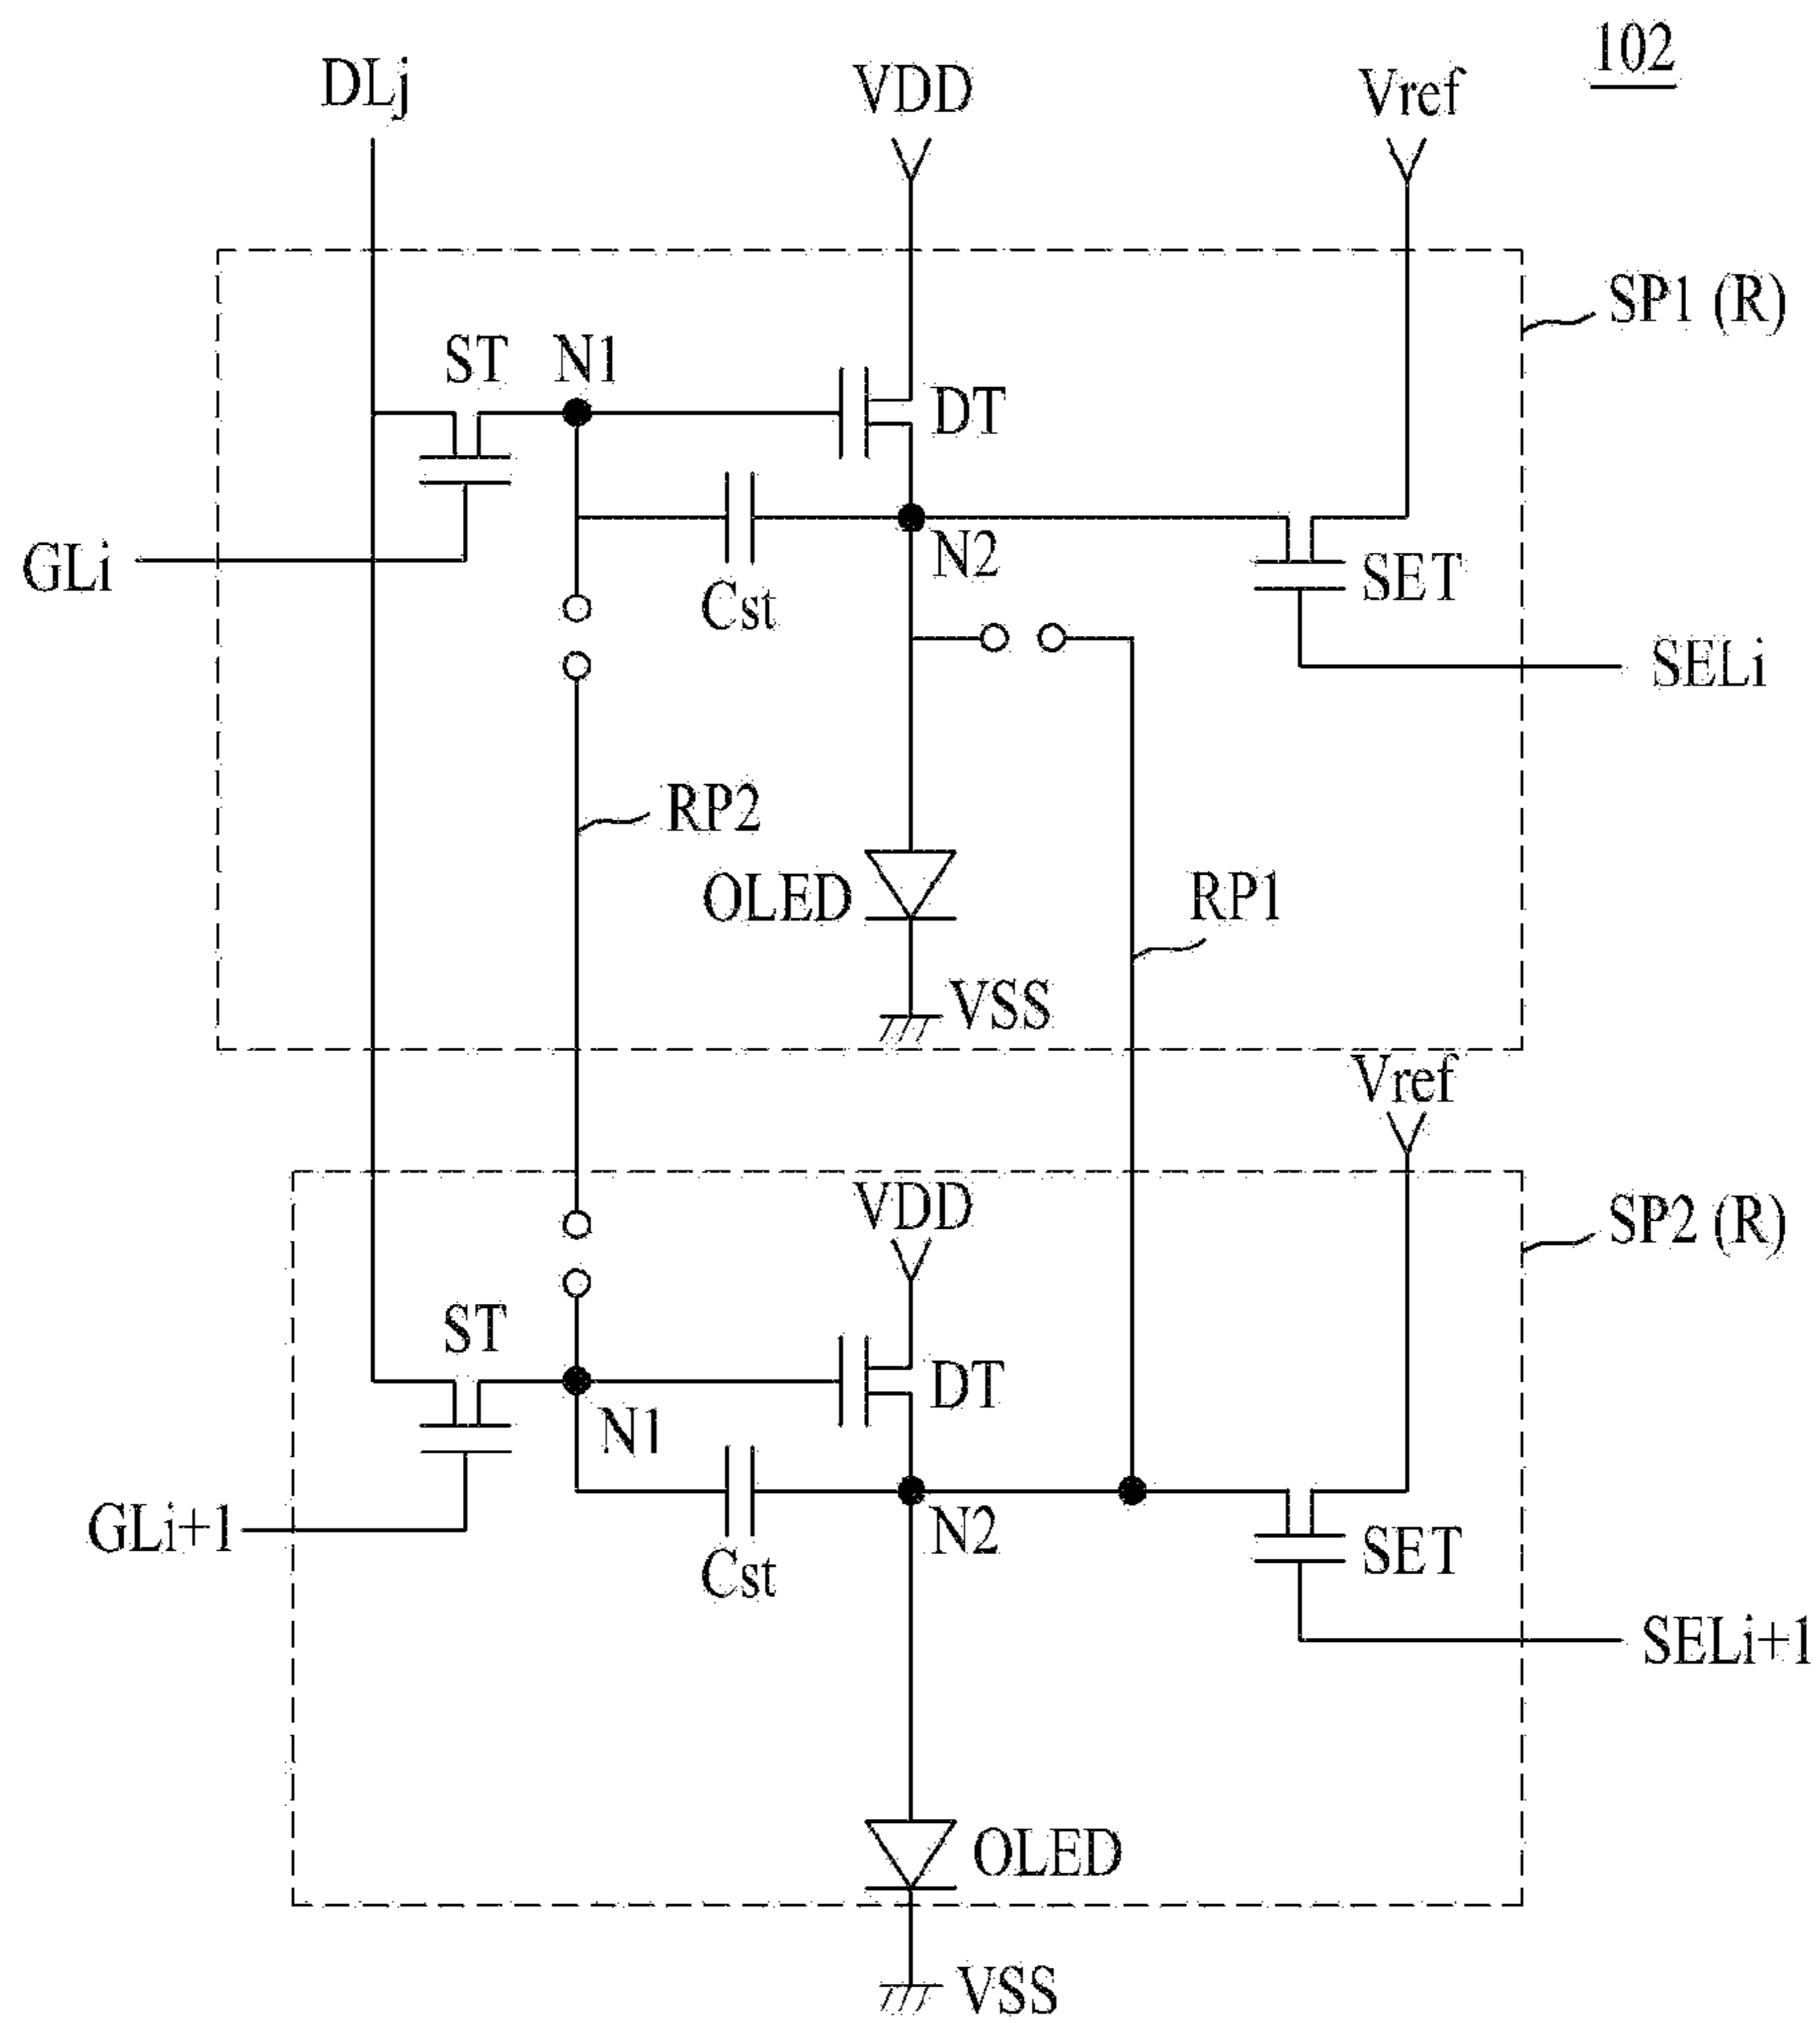 102
DLj
VDD
Vref
SP1 (R)
ST
N1
DT
GLi
Cst
N2
SET
SELi
RP2
OLED
RP1
VSS
Vref
VDD
SP2 (R)
ST
N1
DT
GLi+1
Cst
N2
SET
SELi+1
OLED
VSS